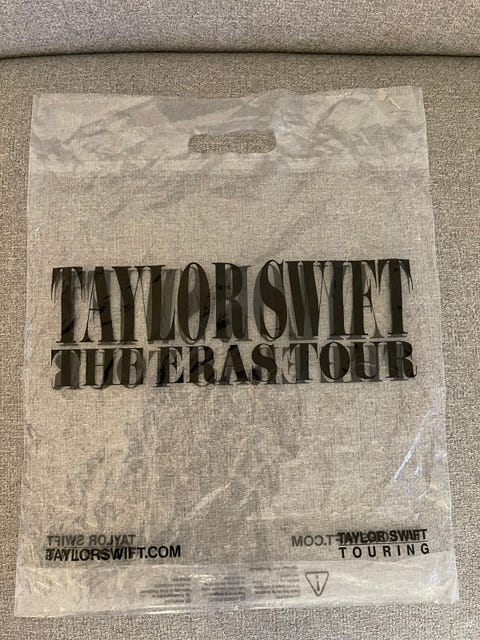 TAYLOR SWIFT
THE ERAS TOUR
TAYLOR SWIFT
TAYLORSWIFT.COM
TOURING